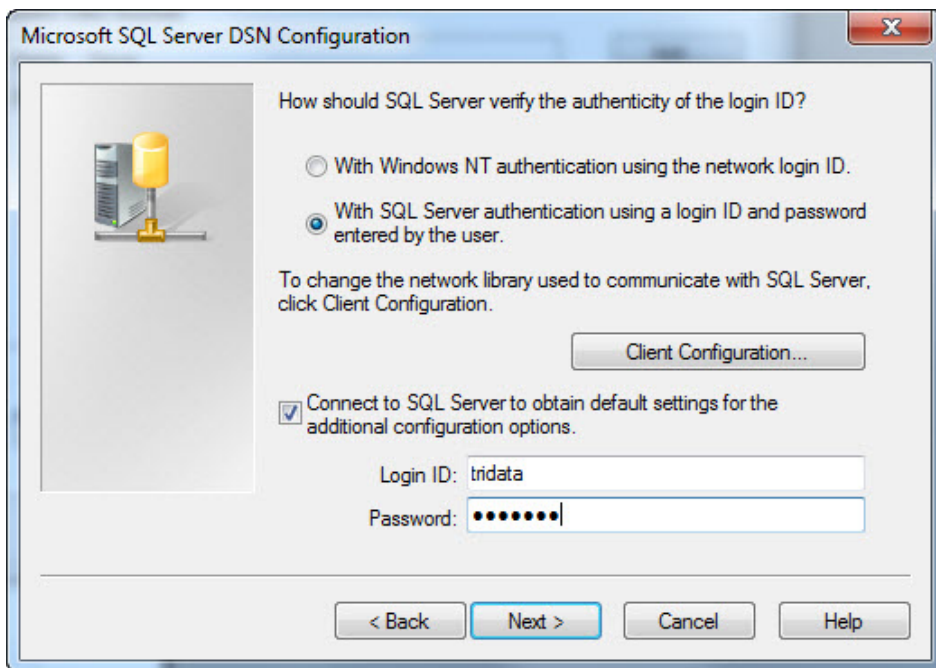 Microsoft SQL Server DSN Configuration
How should SQL Server verify the authenticity of the login ID?
With Windows NT authentication using the network login ID.
With SQL Server authentication using a login ID and password
entered by the user.
To change the network library used to communicate with SQL Server,
click Client Configuration.
Client Configuration...
Connect to SQL Server to obtain default settings for the
additional configuration options.
Login ID: tridata
Password: ●●●●●●●
< Back Next > Cancel Help